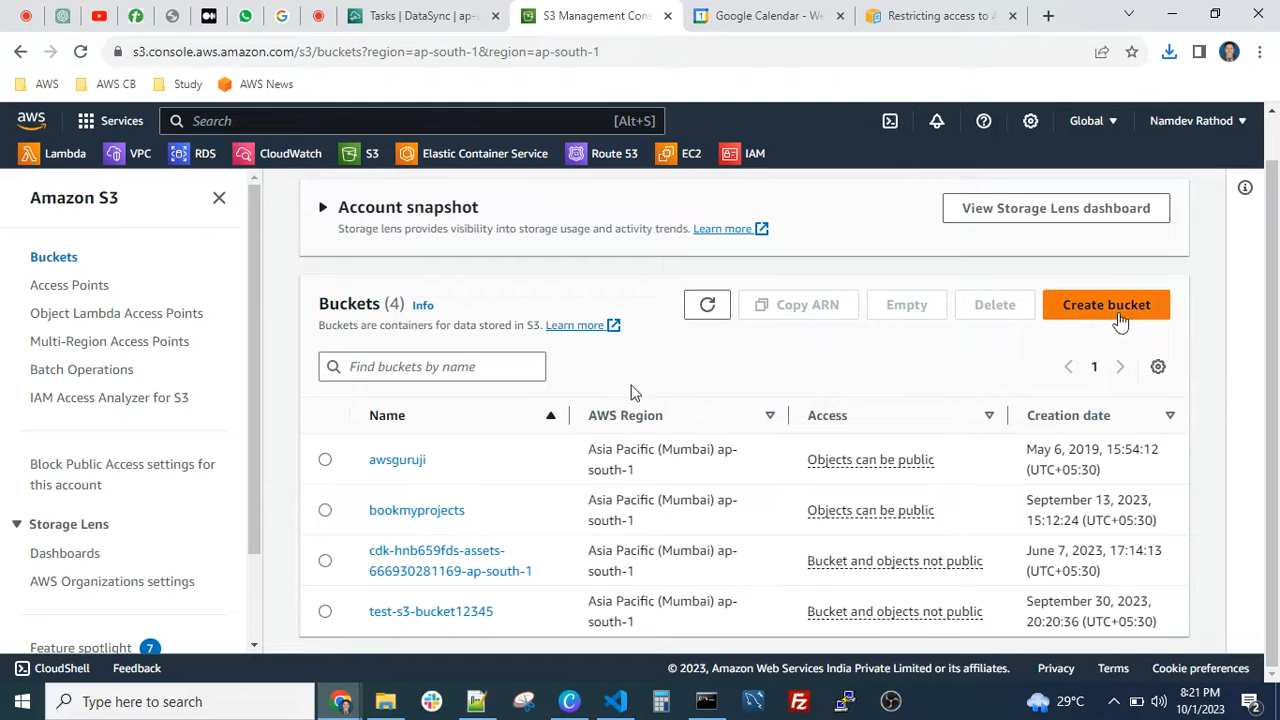 Tasks | DataSync | ap-s
S3 Management Cons
Google Calendar - We
Restricting access to A
s3.console.aws.amazon.com/s3/buckets?region=ap-south-1&region=ap-south-1
AWS
AWS CB
Study
AWS News
aws
Services
Search
[Alt+S]
Global
Namdev Rathod
Lambda
VPC
RDS
CloudWatch
S3
Elastic Container Service
Route 53
EC2
IAM
Amazon S3
Buckets
Access Points
Object Lambda Access Points
Multi-Region Access Points
Batch Operations
IAM Access Analyzer for S3
Block Public Access settings for
this account
Storage Lens
Dashboards
AWS Organizations settings
Feature spotlight 7
Account snapshot
Storage lens provides visibility into storage usage and activity trends. Learn more
View Storage Lens dashboard
Buckets (4) Info
Buckets are containers for data stored in S3. Learn more
Copy ARN
Empty
Delete
Create bucket
Find buckets by name
1
Name
AWS Region
Access
Creation date
awsguruji
Asia Pacific (Mumbai) ap-
south-1
Objects can be public
May 6, 2019, 15:54:12
(UTC+05:30)
bookmyprojects
Asia Pacific (Mumbai) ap-
south-1
Objects can be public
September 13, 2023,
15:12:24 (UTC+05:30)
cdk-hnb659fds-assets-
666930281169-ap-south-1
Asia Pacific (Mumbai) ap-
south-1
Bucket and objects not public
June 7, 2023, 17:14:13
(UTC+05:30)
test-s3-bucket12345
Asia Pacific (Mumbai) ap-
south-1
Bucket and objects not public
September 30, 2023,
20:20:36 (UTC+05:30)
CloudShell
Feedback
© 2023, Amazon Web Services India Private Limited or its affiliates.
Privacy
Terms
Cookie preferences
Type here to search
29°C
8:21 PM
10/1/2023
2